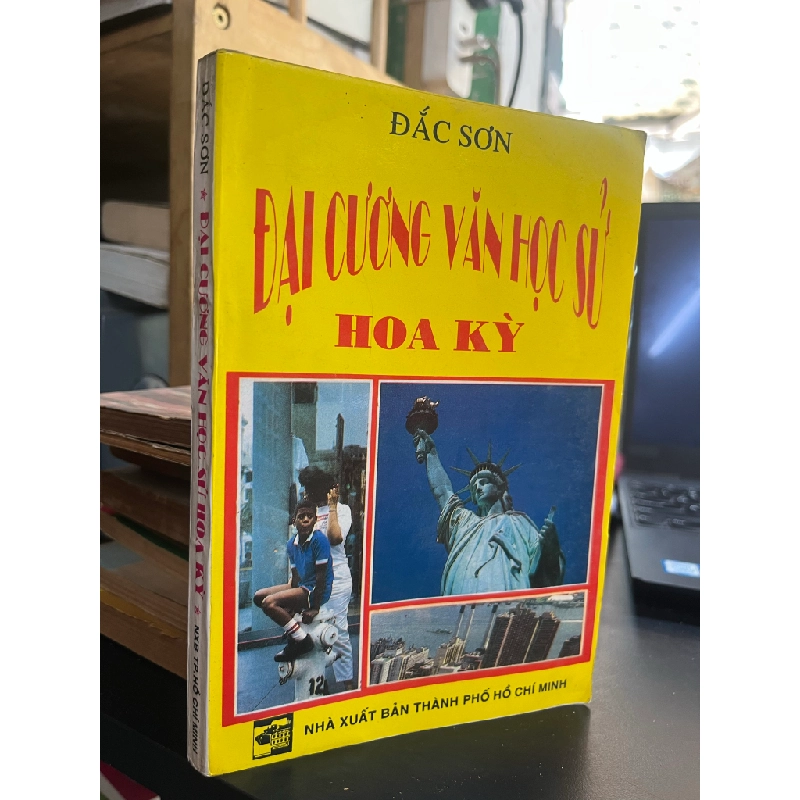 ĐẮC SƠN
ĐẠI CƯƠNG VĂN HỌC SỬ
HOA KỲ
12
NHÀ XUẤT BẢN THÀNH PHỐ HỒ CHÍ MINH
ĐẮC SƠN ★ ĐẠI CƯƠNG VĂN HỌC SỬ HOA KỲ ★ NXB TP.HỒ CHÍ MINH